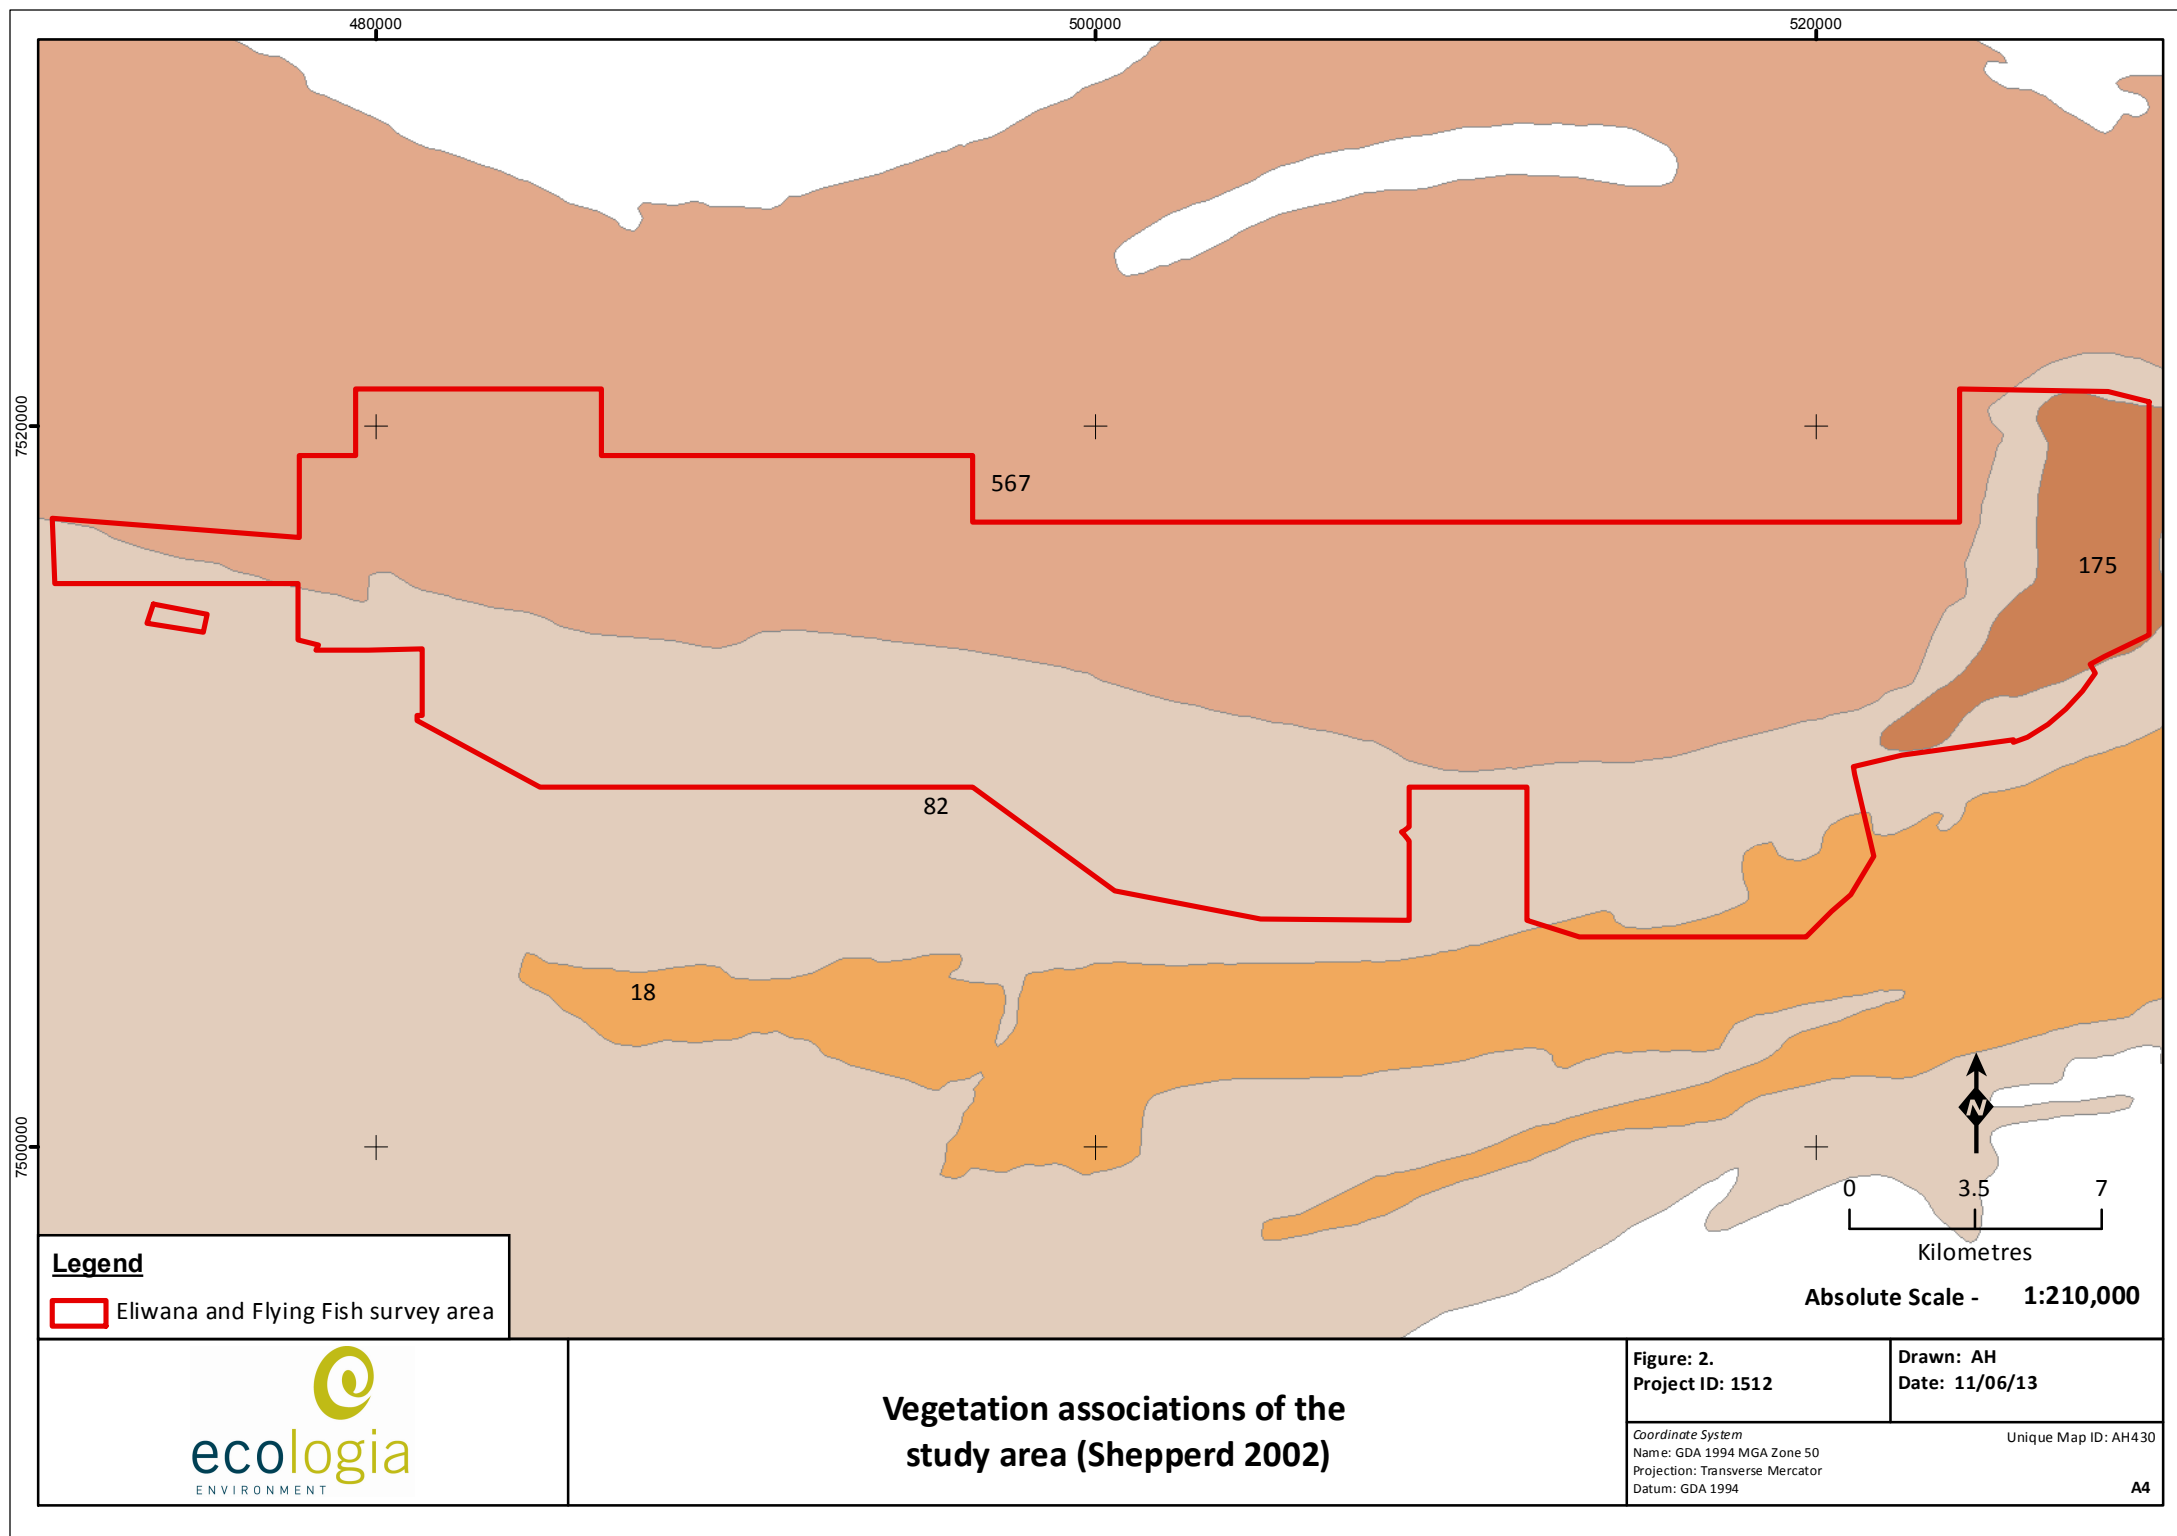 480000
500000
520000
7520000
567
175
82
18
7500000
N
0 3.5 7
Kilometres
Absolute Scale - 1:210,000
Legend
Eliwana and Flying Fish survey area
ecologia
ENVIRONMENT
Vegetation associations of the
study area (Shepperd 2002)
Figure: 2.
Project ID: 1512
Drawn: AH
Date: 11/06/13
Coordinate System
Name: GDA 1994 MGA Zone 50
Projection: Transverse Mercator
Datum: GDA 1994
Unique Map ID: AH430
A4